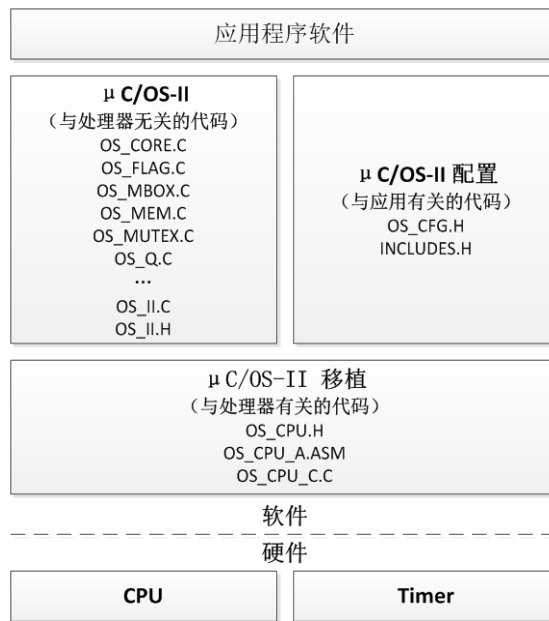 应用程序软件
μC/OS-II
（与处理器无关的代码）
OS_CORE.C
OS_FLAG.C
OS_MBOX.C
OS_MEM.C
OS_MUTEX.C
OS_Q.C
…
OS_II.C
OS_II.H
μC/OS-II 配置
（与应用有关的代码）
OS_CFG.H
INCLUDES.H
μC/OS-II 移植
（与处理器有关的代码）
OS_CPU.H
OS_CPU_A.ASM
OS_CPU_C.C
软件
硬件
CPU
Timer